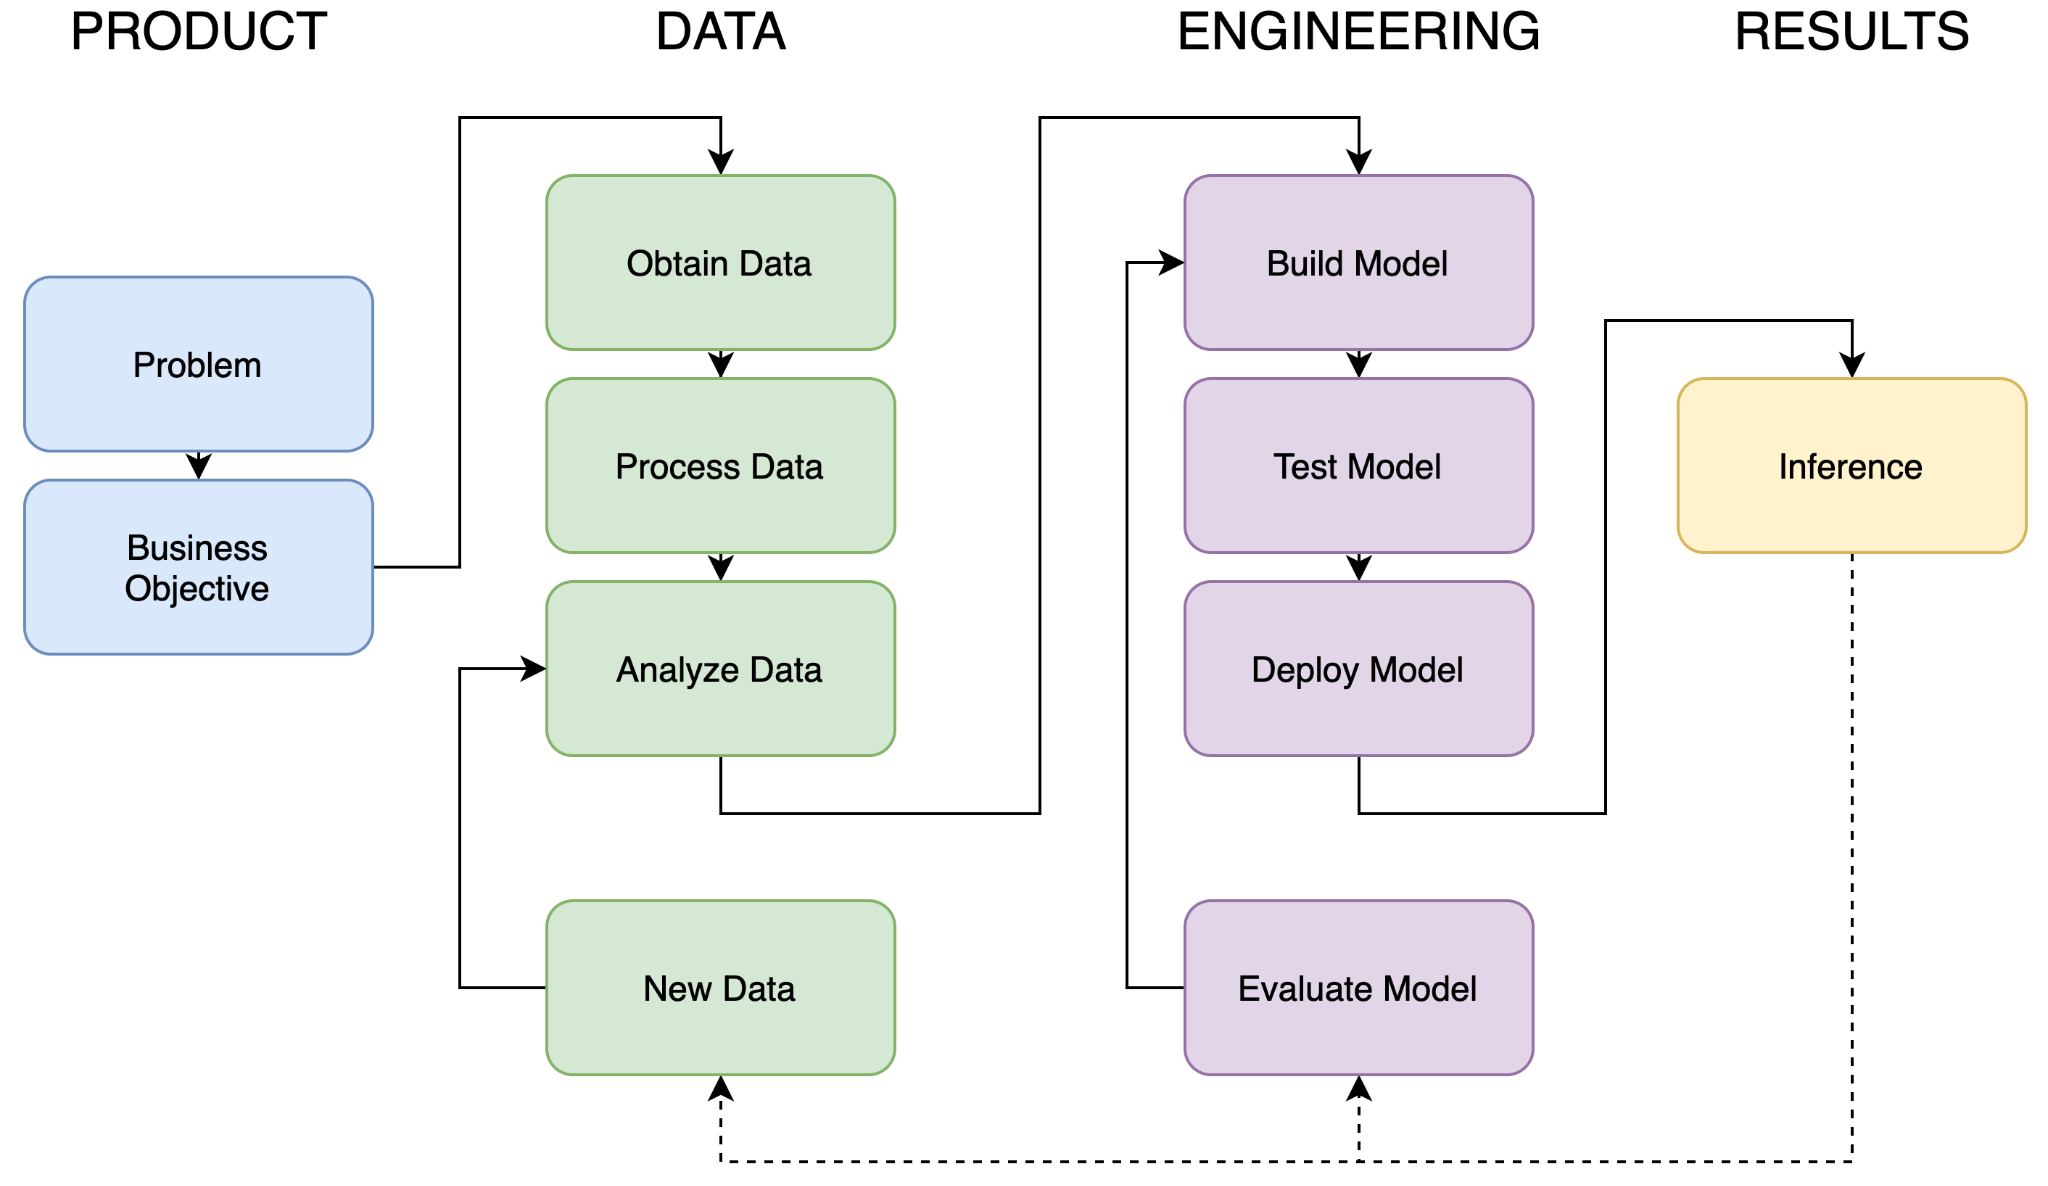 PRODUCT
DATA
ENGINEERING
RESULTS
Problem
Business
Objective
Obtain Data
Process Data
Analyze Data
New Data
Build Model
Test Model
Deploy Model
Evaluate Model
Inference